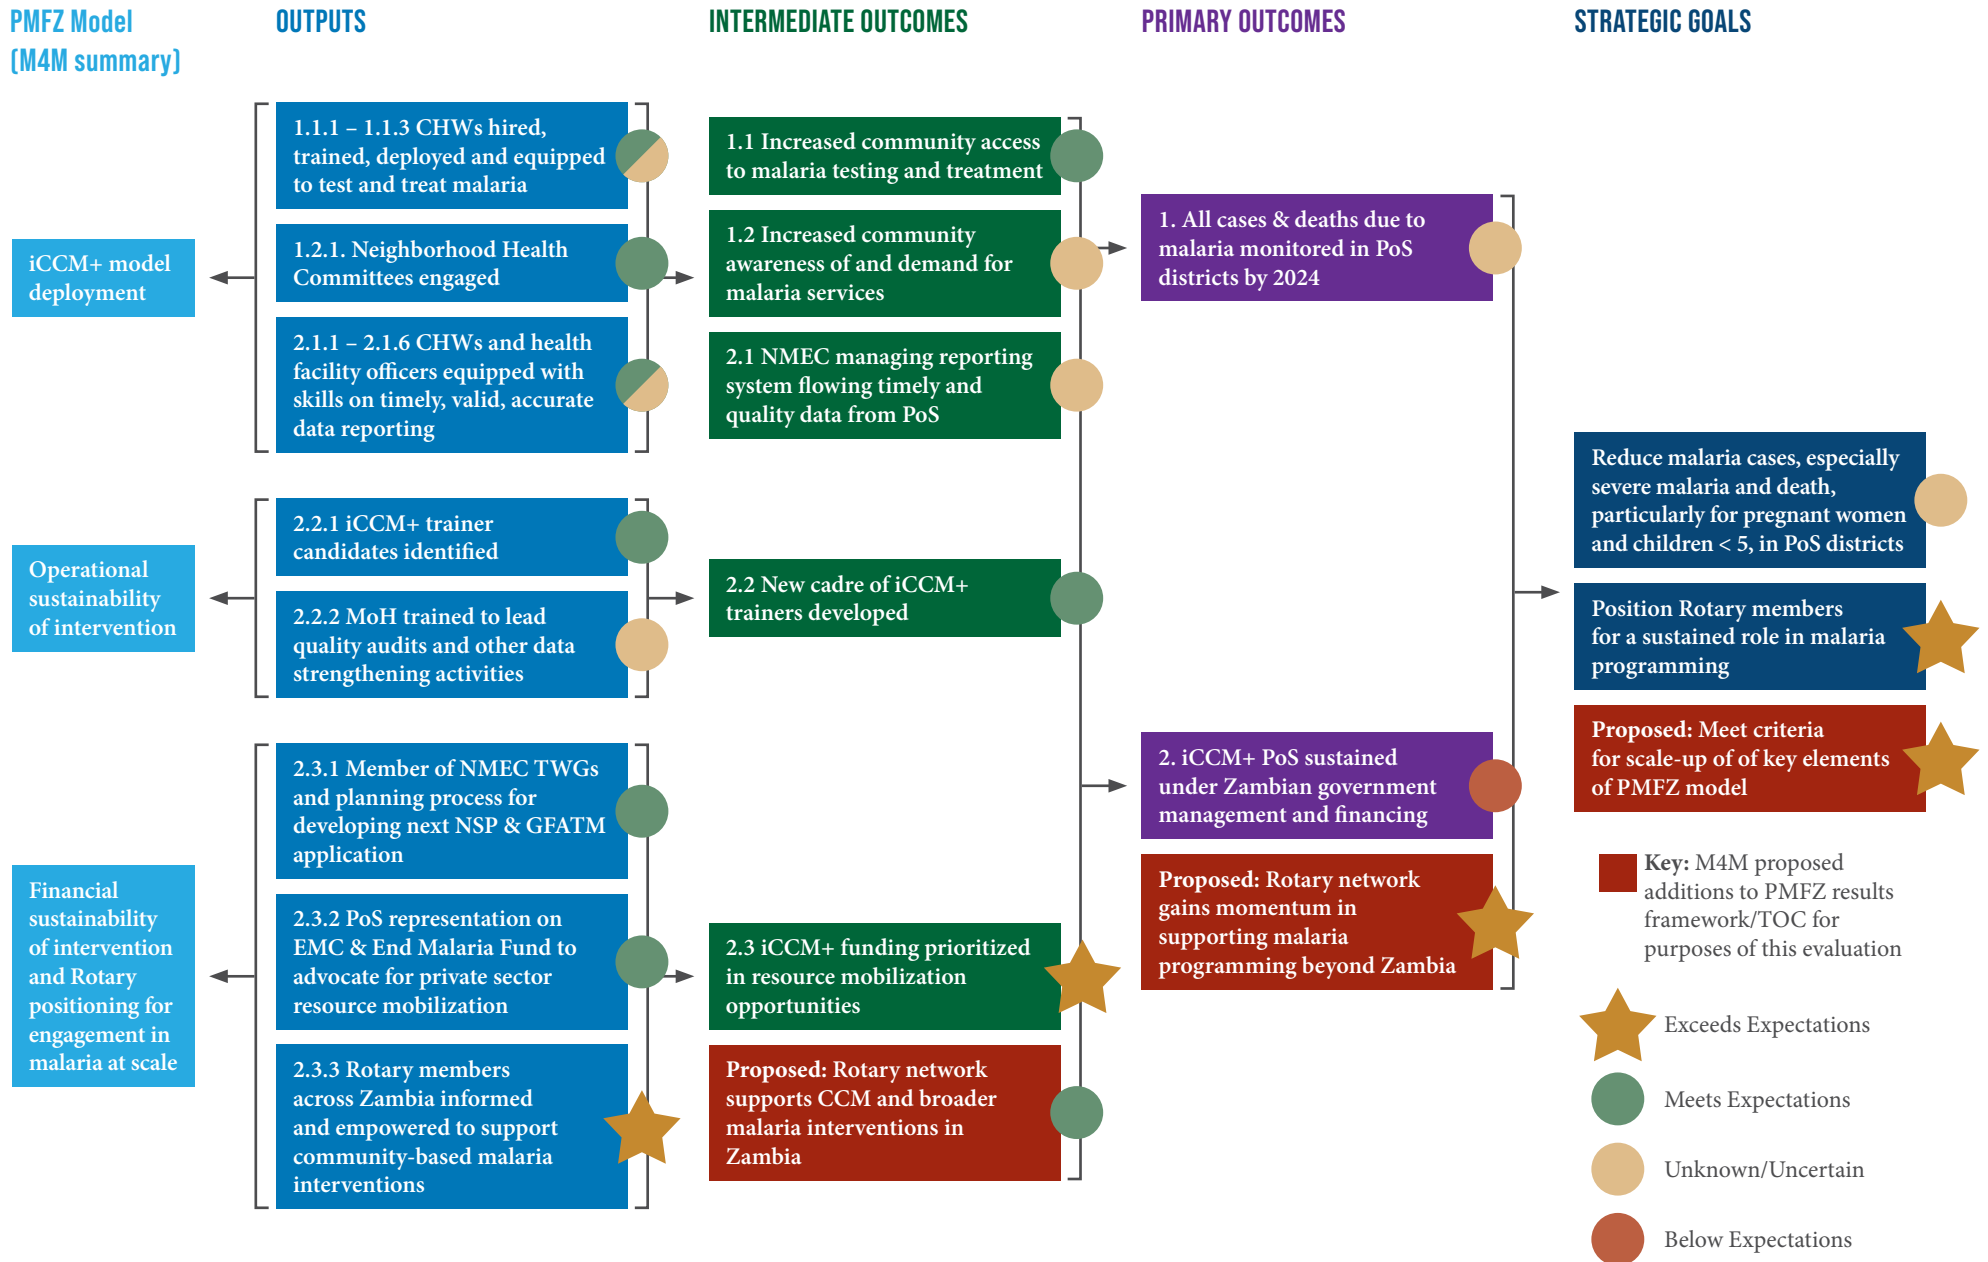 PMFZ Model
(M4M summary)
OUTPUTS
INTERMEDIATE OUTCOMES
PRIMARY OUTCOMES
STRATEGIC GOALS
iCCM+ model
deployment
Operational
sustainability
of intervention
Financial
sustainability
of intervention
and Rotary
positioning for
engagement in
malaria at scale
1.1.1 – 1.1.3 CHWs hired,
trained, deployed and equipped
to test and treat malaria
1.2.1. Neighborhood Health
Committees engaged
2.1.1 – 2.1.6 CHWs and health
facility officers equipped with
skills on timely, valid, accurate
data reporting
2.2.1 iCCM+ trainer
candidates identified
2.2.2 MoH trained to lead
quality audits and other data
strengthening activities
2.3.1 Member of NMEC TWGs
and planning process for
developing next NSP & GFATM
application
2.3.2 PoS representation on
EMC & End Malaria Fund to
advocate for private sector
resource mobilization
2.3.3 Rotary members
across Zambia informed
and empowered to support
community-based malaria
interventions
1.1 Increased community access
to malaria testing and treatment
1.2 Increased community
awareness of and demand for
malaria services
2.1 NMEC managing reporting
system flowing timely and
quality data from PoS
2.2 New cadre of iCCM+
trainers developed
2.3 iCCM+ funding prioritized
in resource mobilization
opportunities
Proposed: Rotary network
supports CCM and broader
malaria interventions in
Zambia
1. All cases & deaths due to
malaria monitored in PoS
districts by 2024
2. iCCM+ PoS sustained
under Zambian government
management and financing
Proposed: Rotary network
gains momentum in
supporting malaria
programming beyond Zambia
Reduce malaria cases, especially
severe malaria and death,
particularly for pregnant women
and children < 5, in PoS districts
Position Rotary members
for a sustained role in malaria
programming
Proposed: Meet criteria
for scale-up of of key elements
of PMFZ model
Key: M4M proposed
additions to PMFZ results
framework/TOC for
purposes of this evaluation
Exceeds Expectations
Meets Expectations
Unknown/Uncertain
Below Expectations